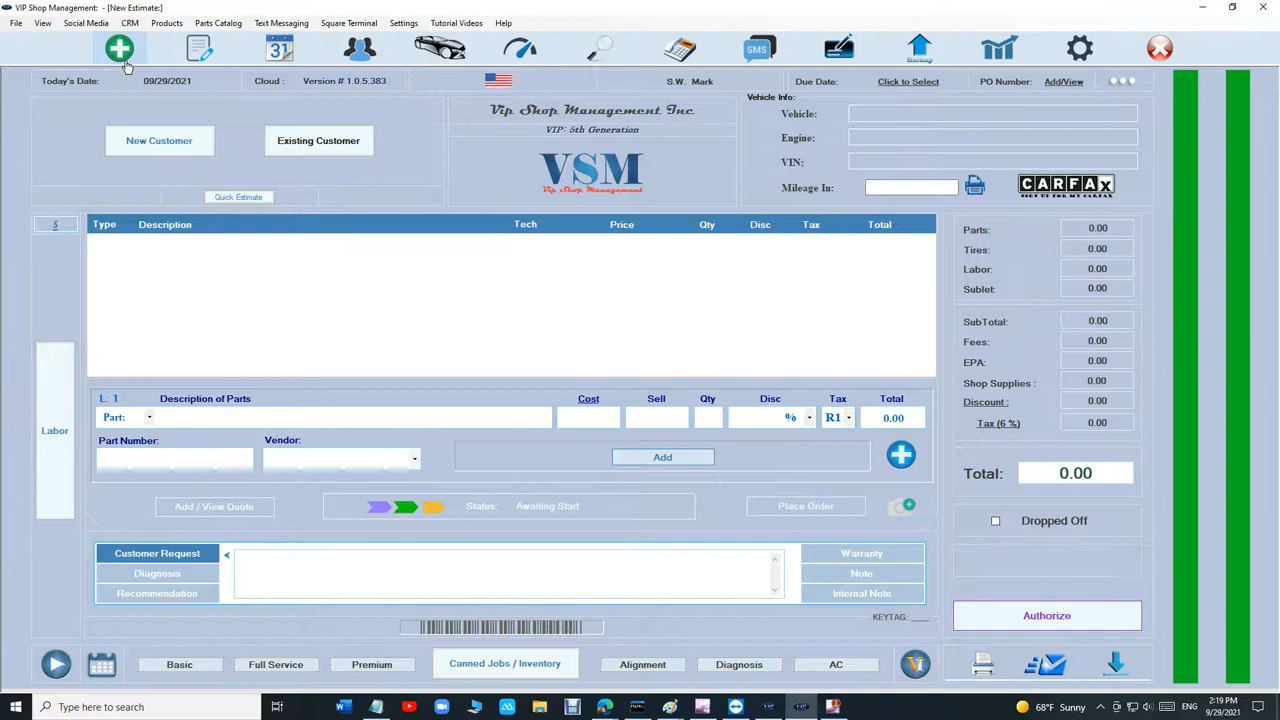 VIP Shop Management: - [New Estimate:]
File View Social Media CRM Products Parts Catalog Text Messaging Square Terminal Settings Tutorial Videos Help
31 SMS Backup
Today's Date: 09/29/2021 Cloud : Version # 1.0.5.383 S.W. Mark Due Date: Click to Select PO Number: Add/View
Vehicle Info:
Vip Shop Management Inc
VIP: 5th Generation
VSM
Vip Shop Management
New Customer Existing Customer
Quick Estimate
Vehicle:
Engine:
VIN:
Mileage In: CARFAX
SIGN UP FOR MY CARFAX
$ Type Description Tech Price Qty Disc Tax Total
Labor
L: 1 Description of Parts Cost Sell Qty Disc Tax Total
Part: % R1 0.00
Part Number: Vendor:
Add
Add / View Quote Status: Awaiting Start Place Order
Customer Request < Warranty
Diagnosis Note
Recommendation Internal Note
KEYTAG: ____
Parts: 0.00
Tires: 0.00
Labor: 0.00
Sublet: 0.00
SubTotal: 0.00
Fees: 0.00
EPA: 0.00
Shop Supplies : 0.00
Discount : 0.00
Tax (6 %) 0.00
Total: 0.00
Dropped Off
Authorize
Basic Full Service Premium Canned Jobs / Inventory Alignment Diagnosis AC
Type here to search
68°F Sunny ENG 2:19 PM
9/29/2021